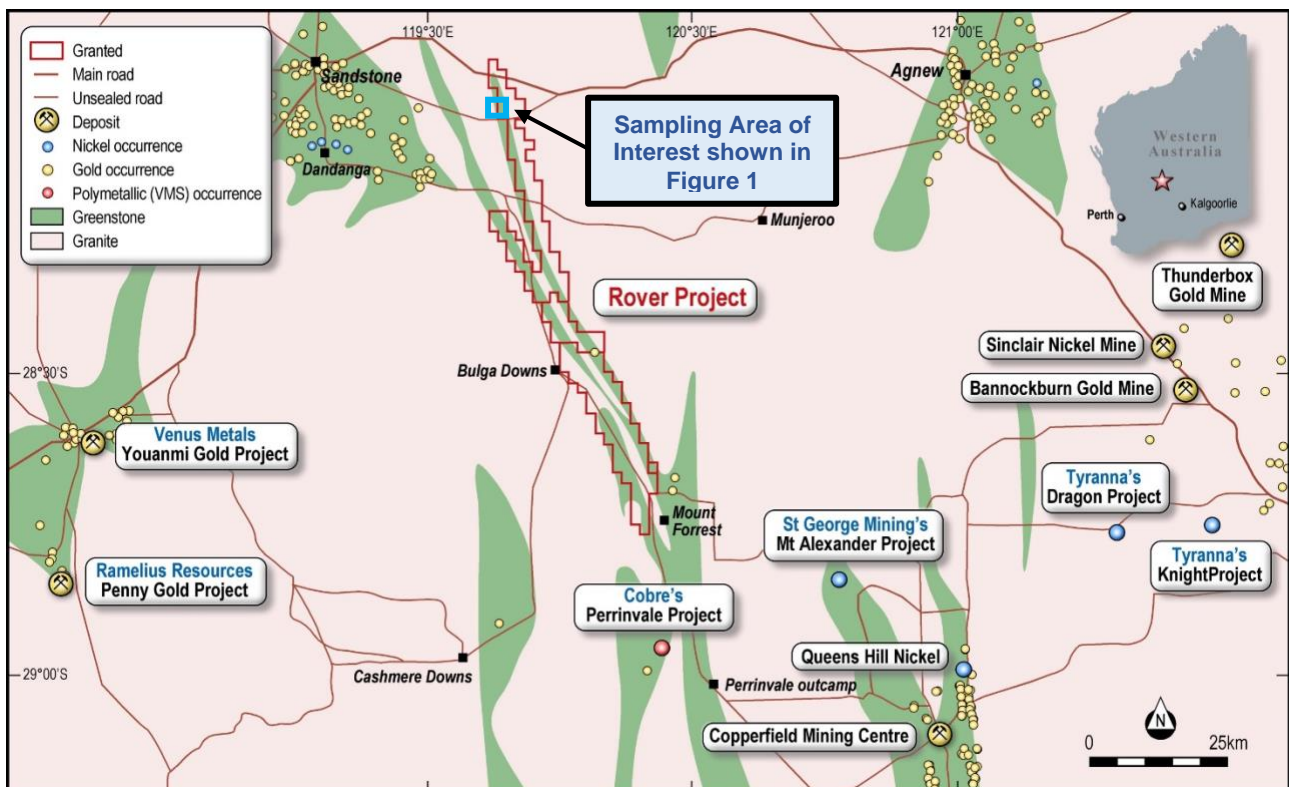 Granted
Main road
Unsealed road
Deposit
Nickel occurrence
Gold occurrence
Polymetallic (VMS) occurrence
Greenstone
Granite
119°30'E
120°30'E
121°00'E
Sandstone
Dandanga
Agnew
Sampling Area of
Interest shown in
Figure 1
Western
Australia
Perth
Kalgoorlie
Munjeroo
Rover Project
Thunderbox
Gold Mine
Sinclair Nickel Mine
Bannockburn Gold Mine
28°30'S
Bulga Downs
Venus Metals
Youanmi Gold Project
Mount
Forrest
Tyranna's
Dragon Project
St George Mining's
Mt Alexander Project
Tyranna's
KnightProject
Ramelius Resources
Penny Gold Project
Cobre's
Perrinvale Project
Queens Hill Nickel
29°00'S
Cashmere Downs
Perrinvale outcamp
Copperfield Mining Centre
N
0 25km